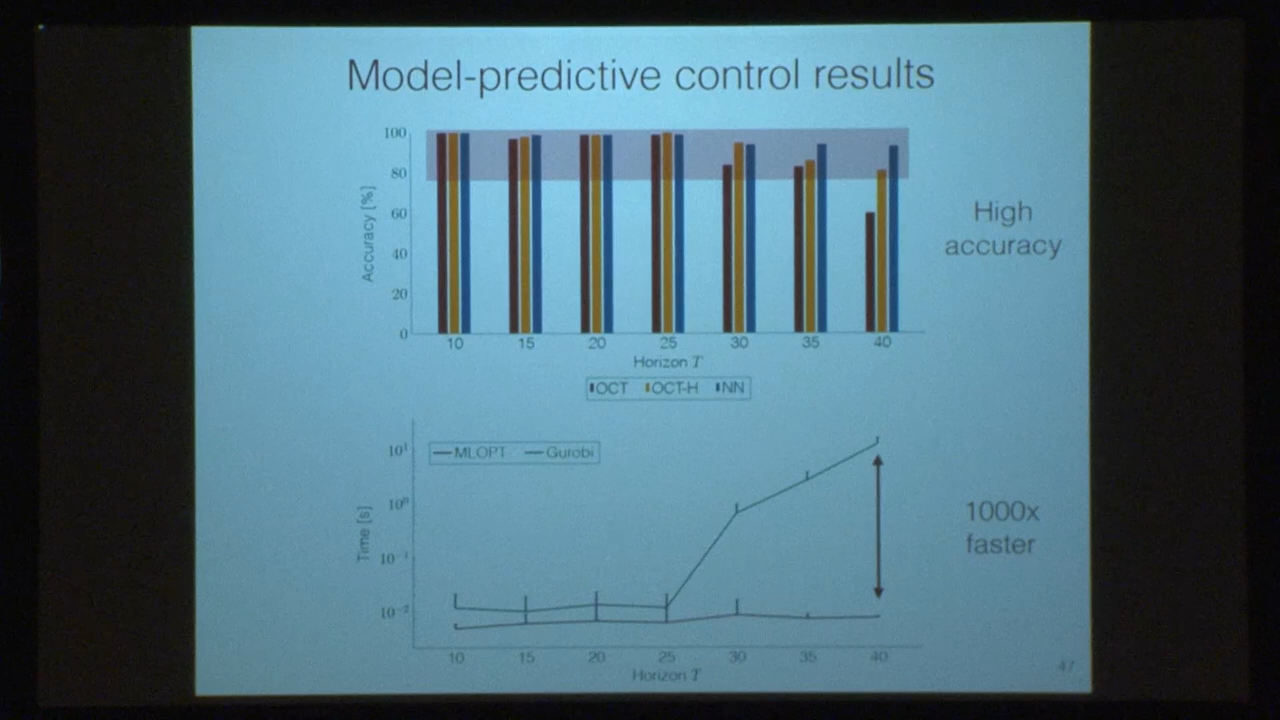 Model-predictive control results
100
80
60
40
20
0
Accuracy [%]
10 15 20 25 30 35 40
Horizon T
OCT OCT-H NN
High
accuracy
10¹
10⁰
10⁻¹
10⁻²
Time [s]
MLOPT Gurobi
10 15 20 25 30 35 40
Horizon T
1000x
faster
47